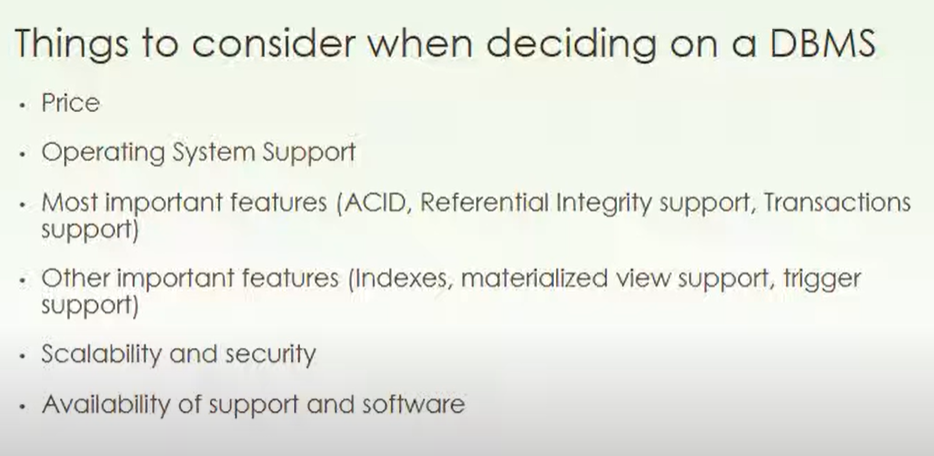 Things to consider when deciding on a DBMS
• Price
• Operating System Support
• Most important features (ACID, Referential Integrity support, Transactions
support)
• Other important features (Indexes, materialized view support, trigger
support)
• Scalability and security
• Availability of support and software